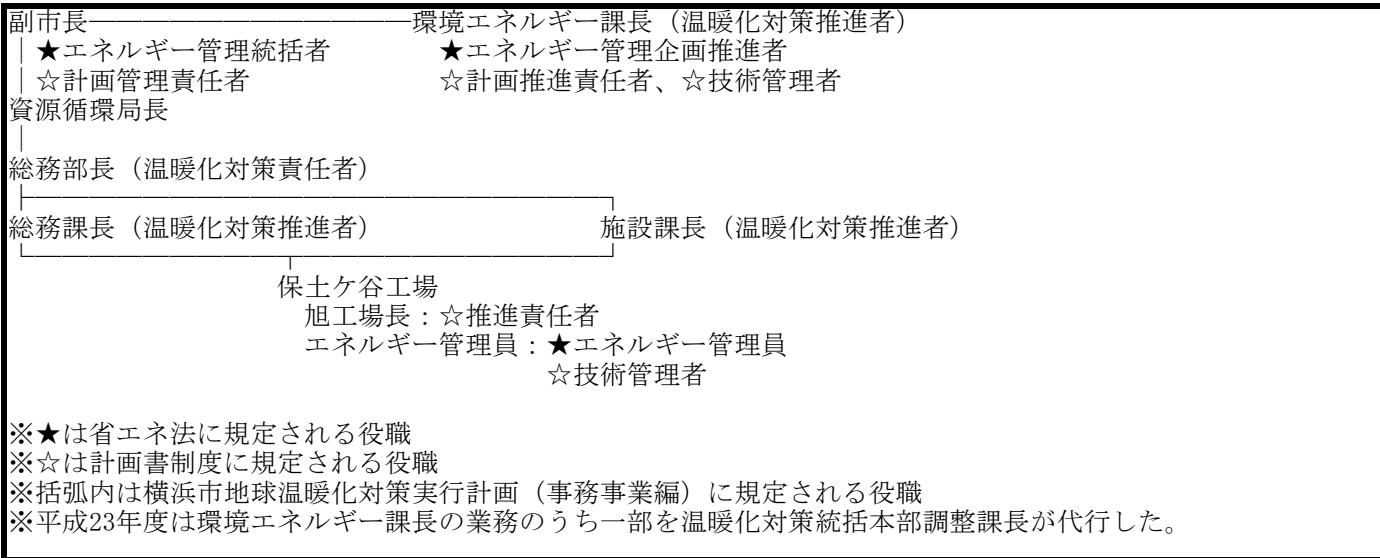 副市長――――――――――――環境エネルギー課長（温暖化対策推進者）
｜★エネルギー管理統括者　　　　★エネルギー管理企画推進者
｜☆計画管理責任者　　　　　　　☆計画推進責任者、☆技術管理者
資源循環局長
｜
総務部長（温暖化対策責任者）
├―――――――――――――――――――――┐
総務課長（温暖化対策推進者）　　　　　　　　　施設課長（温暖化対策推進者）
└――――――――――┬―――――――――――┘
保土ケ谷工場
旭工場長：☆推進責任者
エネルギー管理員：★エネルギー管理員
☆技術管理者
※★は省エネ法に規定される役職
※☆は計画書制度に規定される役職
※括弧内は横浜市地球温暖化対策実行計画（事務事業編）に規定される役職
※平成23年度は環境エネルギー課長の業務のうち一部を温暖化対策統括本部調整課長が代行した。